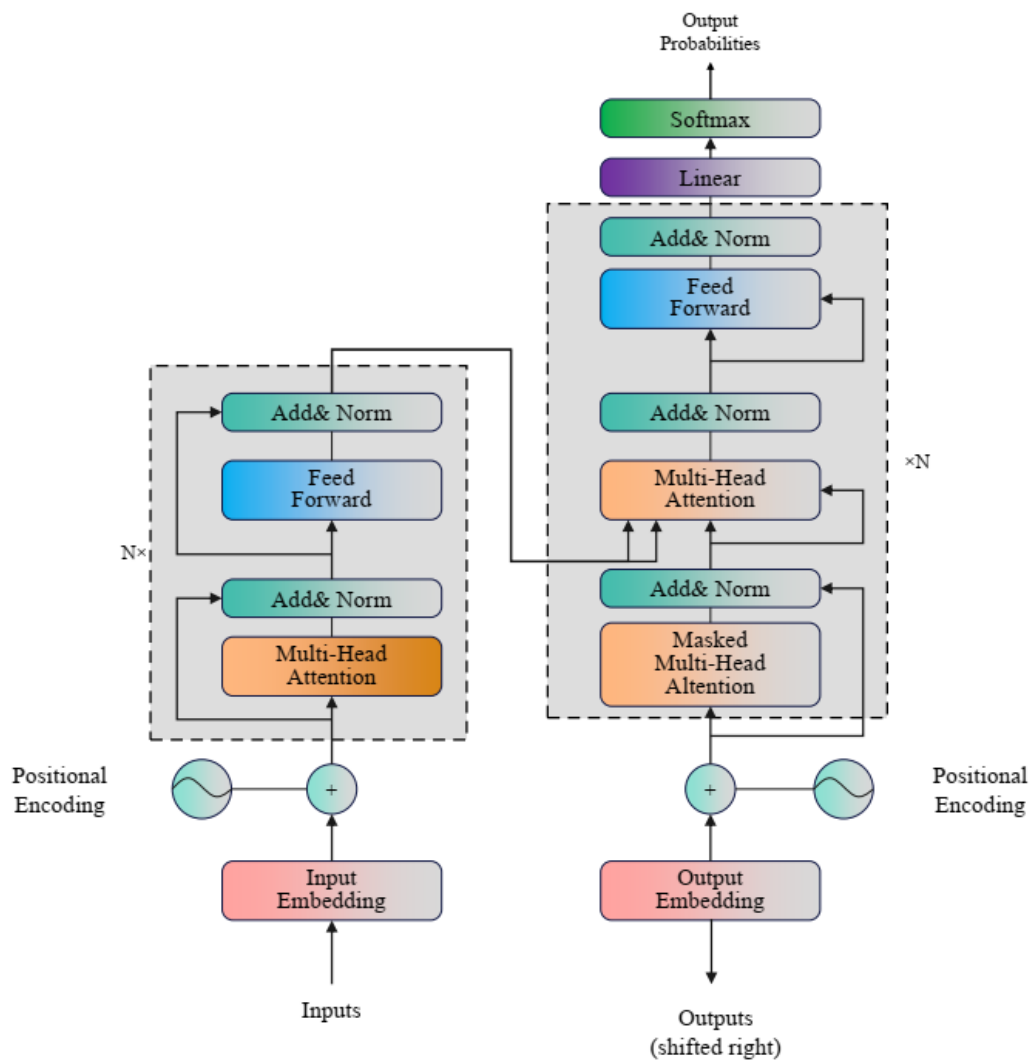 Output
Probabilities
Softmax
Linear
Add& Norm
Feed
Forward
Add& Norm
Multi-Head
Attention
Add& Norm
Masked
Multi-Head
Altention
×N
Add& Norm
Feed
Forward
N×
Add& Norm
Multi-Head
Attention
Positional
Encoding
+
+
Positional
Encoding
Input
Embedding
Output
Embedding
Inputs
Outputs
(shifted right)